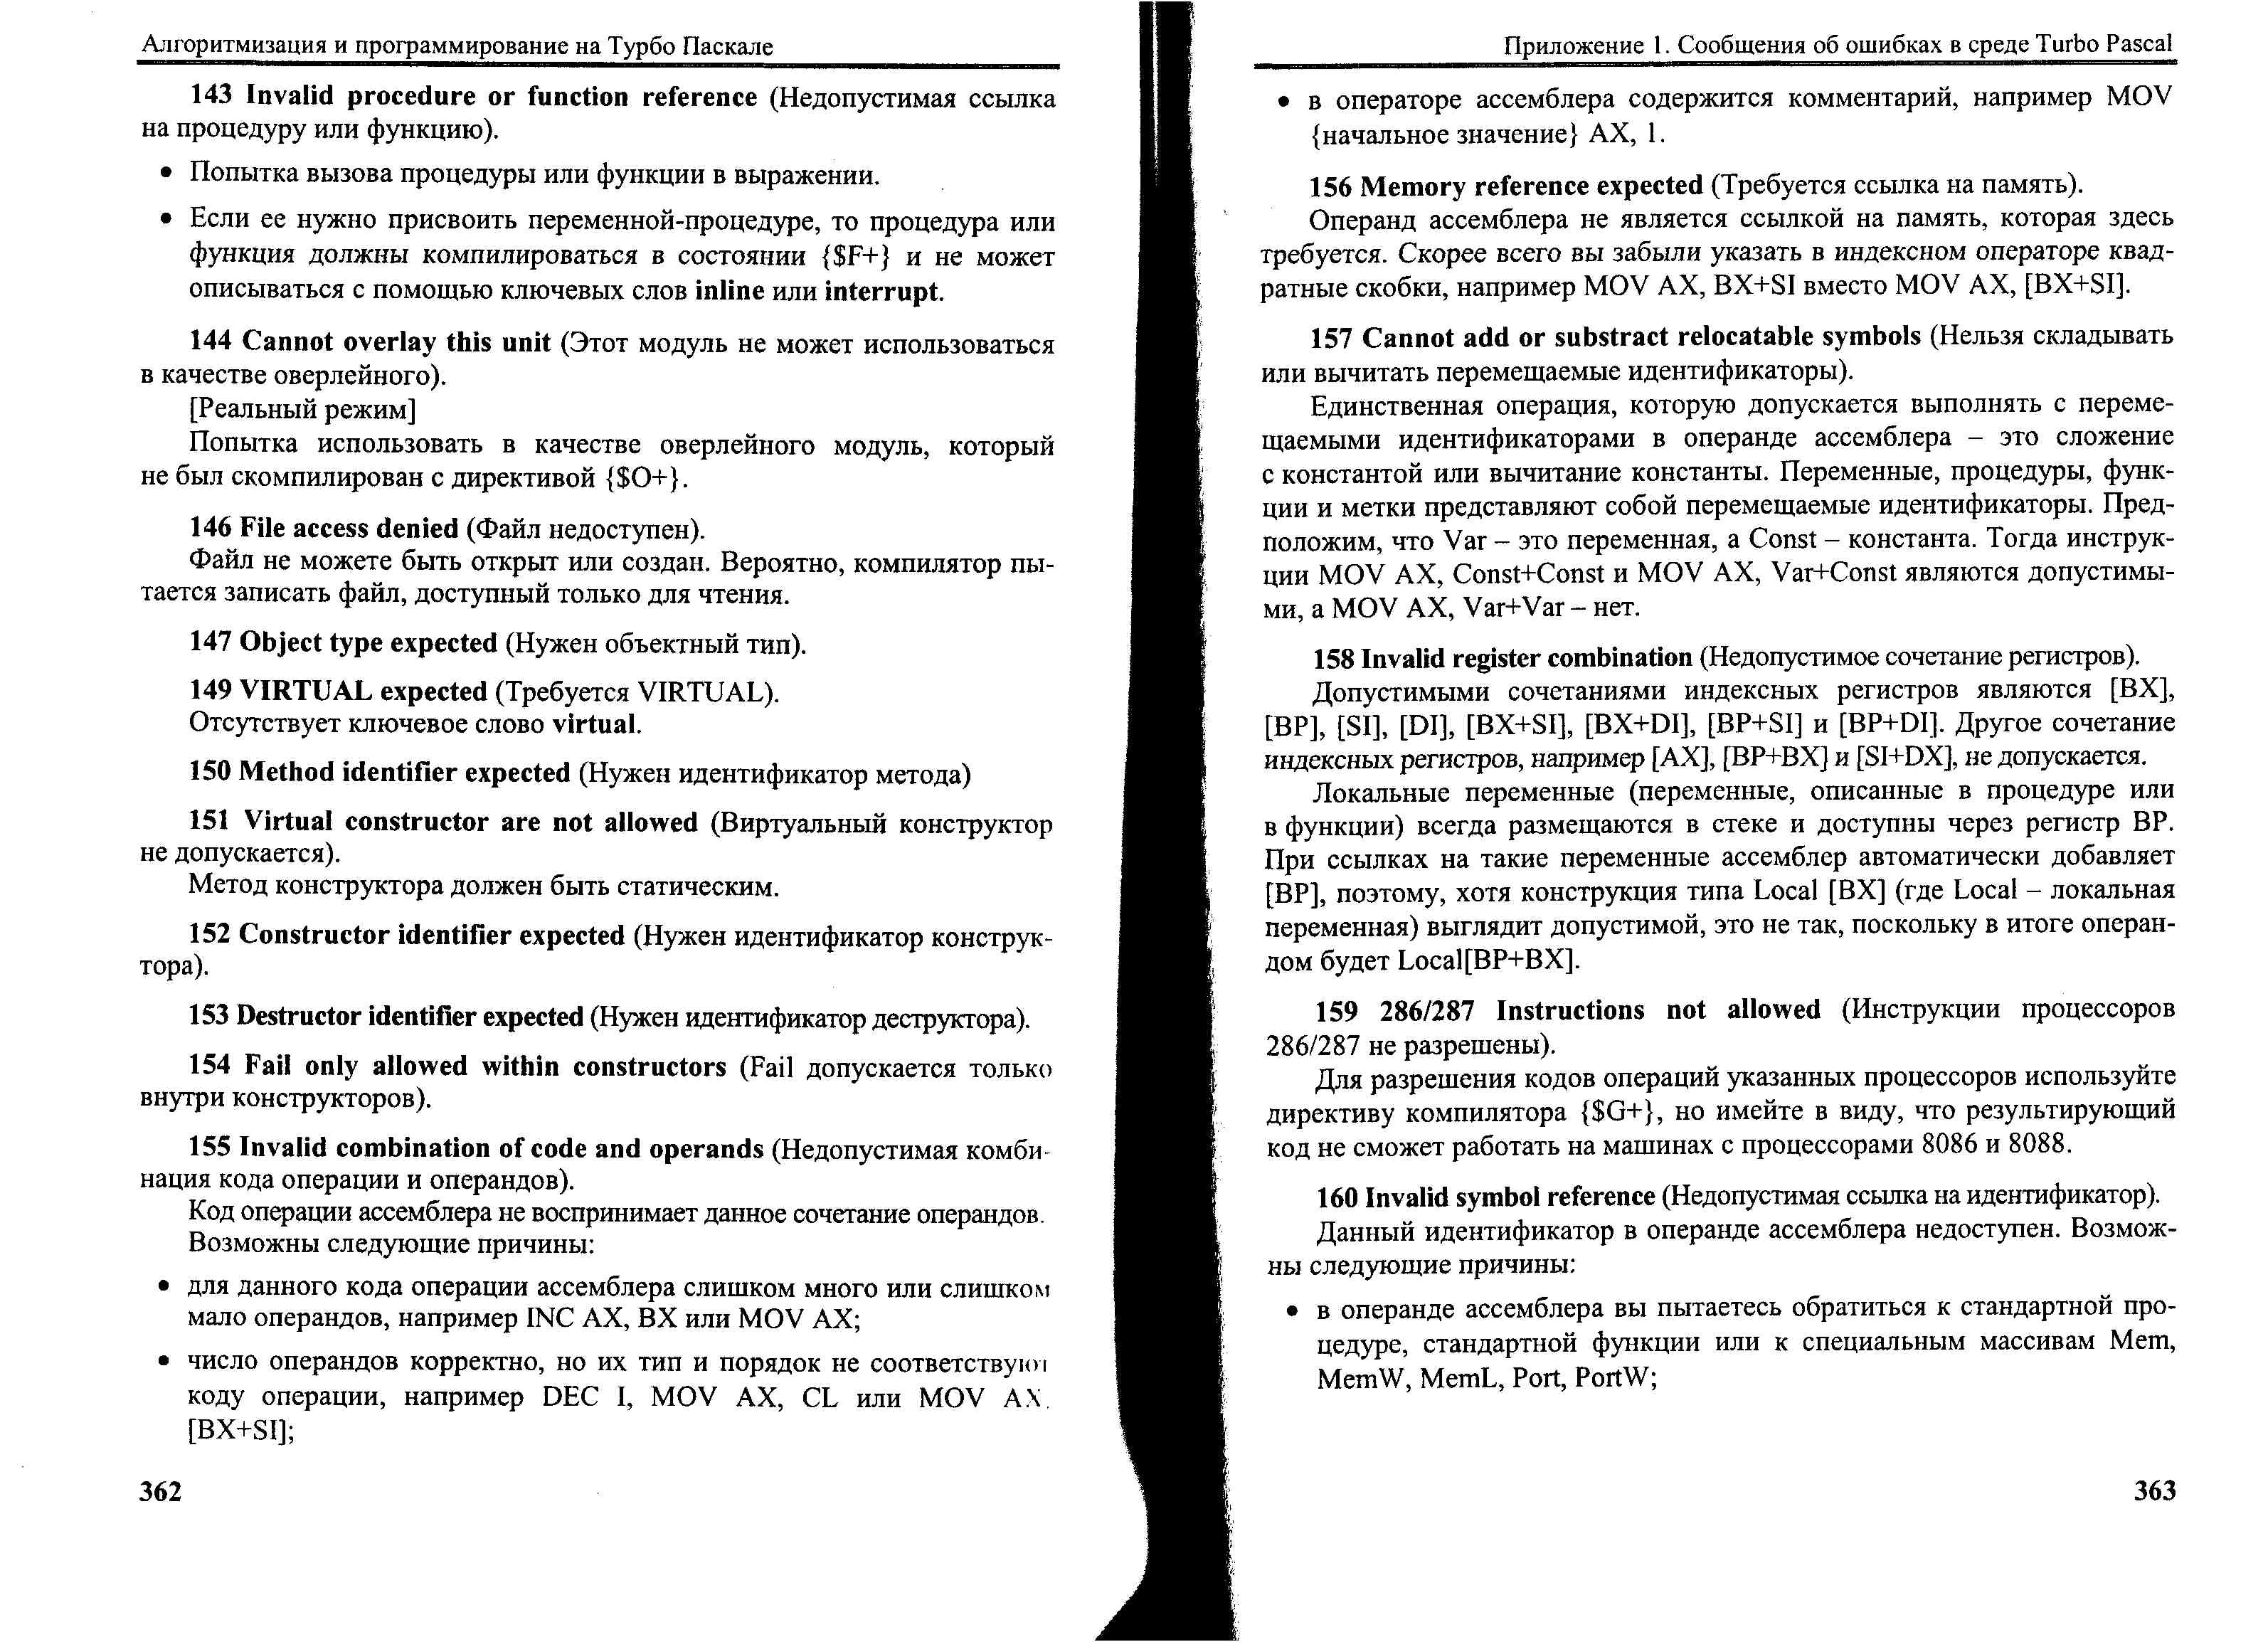 Алгоритмизация и программирование на Турбо Паскале
143 Invalid procedure or function reference (Недопустимая ссылка
на процедуру или функцию).
• Попытка вызова процедуры или функции в выражении.
• Если ее нужно присвоить переменной-процедуре, то процедура или
функция должны компилироваться в состоянии {$F+} и не может
описываться с помощью ключевых слов inline или interrupt.
144 Cannot overlay this unit (Этот модуль не может использоваться
в качестве оверлейного).
[Реальный режим]
Попытка использовать в качестве оверлейного модуль, который
не был скомпилирован с директивой {$O+}.
146 File access denied (Файл недоступен).
Файл не можете быть открыт или создан. Вероятно, компилятор пы-
тается записать файл, доступный только для чтения.
147 Object type expected (Нужен объектный тип).
149 VIRTUAL expected (Требуется VIRTUAL).
Отсутствует ключевое слово virtual.
150 Method identifier expected (Нужен идентификатор метода)
151 Virtual constructor are not allowed (Виртуальный конструктор
не допускается).
Метод конструктора должен быть статическим.
152 Constructor identifier expected (Нужен идентификатор конструк-
тора).
153 Destructor identifier expected (Нужен идентификатор деструктора).
154 Fail only allowed within constructors (Fail допускается только
внутри конструкторов).
155 Invalid combination of code and operands (Недопустимая комби-
нация кода операции и операндов).
Код операции ассемблера не воспринимает данное сочетание операндов.
Возможны следующие причины:
• для данного кода операции ассемблера слишком много или слишком
мало операндов, например INC AX, BX или MOV AX;
• число операндов корректно, но их тип и порядок не соответствуют
коду операции, например DEC I, MOV AX, CL или MOV AX,
[BX+SI];
362
Приложение 1. Сообщения об ошибках в среде Turbo Pascal
• в операторе ассемблера содержится комментарий, например MOV
{начальное значение} AX, 1.
156 Memory reference expected (Требуется ссылка на память).
Операнд ассемблера не является ссылкой на память, которая здесь
требуется. Скорее всего вы забыли указать в индексном операторе квад-
ратные скобки, например MOV AX, BX+SI вместо MOV AX, [BX+SI].
157 Cannot add or substract relocatable symbols (Нельзя складывать
или вычитать перемещаемые идентификаторы).
Единственная операция, которую допускается выполнять с переме-
щаемыми идентификаторами в операнде ассемблера – это сложение
с константой или вычитание константы. Переменные, процедуры, функ-
ции и метки представляют собой перемещаемые идентификаторы. Пред-
положим, что Var – это переменная, а Const – константа. Тогда инструк-
ции MOV AX, Const+Const и MOV AX, Var+Const являются допустимы-
ми, а MOV AX, Var+Var – нет.
158 Invalid register combination (Недопустимое сочетание регистров).
Допустимыми сочетаниями индексных регистров являются [BX],
[BP], [SI], [DI], [BX+SI], [BX+DI], [BP+SI] и [BP+DI]. Другое сочетание
индексных регистров, например [AX], [BP+BX] и [SI+DX], не допускается.
Локальные переменные (переменные, описанные в процедуре или
в функции) всегда размещаются в стеке и доступны через регистр BP.
При ссылках на такие переменные ассемблер автоматически добавляет
[BP], поэтому, хотя конструкция типа Local [BX] (где Local – локальная
переменная) выглядит допустимой, это не так, поскольку в итоге операн-
дом будет Local[BP+BX].
159 286/287 Instructions not allowed (Инструкции процессоров
286/287 не разрешены).
Для разрешения кодов операций указанных процессоров используйте
директиву компилятора {$G+}, но имейте в виду, что результирующий
код не сможет работать на машинах с процессорами 8086 и 8088.
160 Invalid symbol reference (Недопустимая ссылка на идентификатор).
Данный идентификатор в операнде ассемблера недоступен. Возмож-
ны следующие причины:
• в операнде ассемблера вы пытаетесь обратиться к стандартной про-
цедуре, стандартной функции или к специальным массивам Mem,
MemW, MemL, Port, PortW;
363